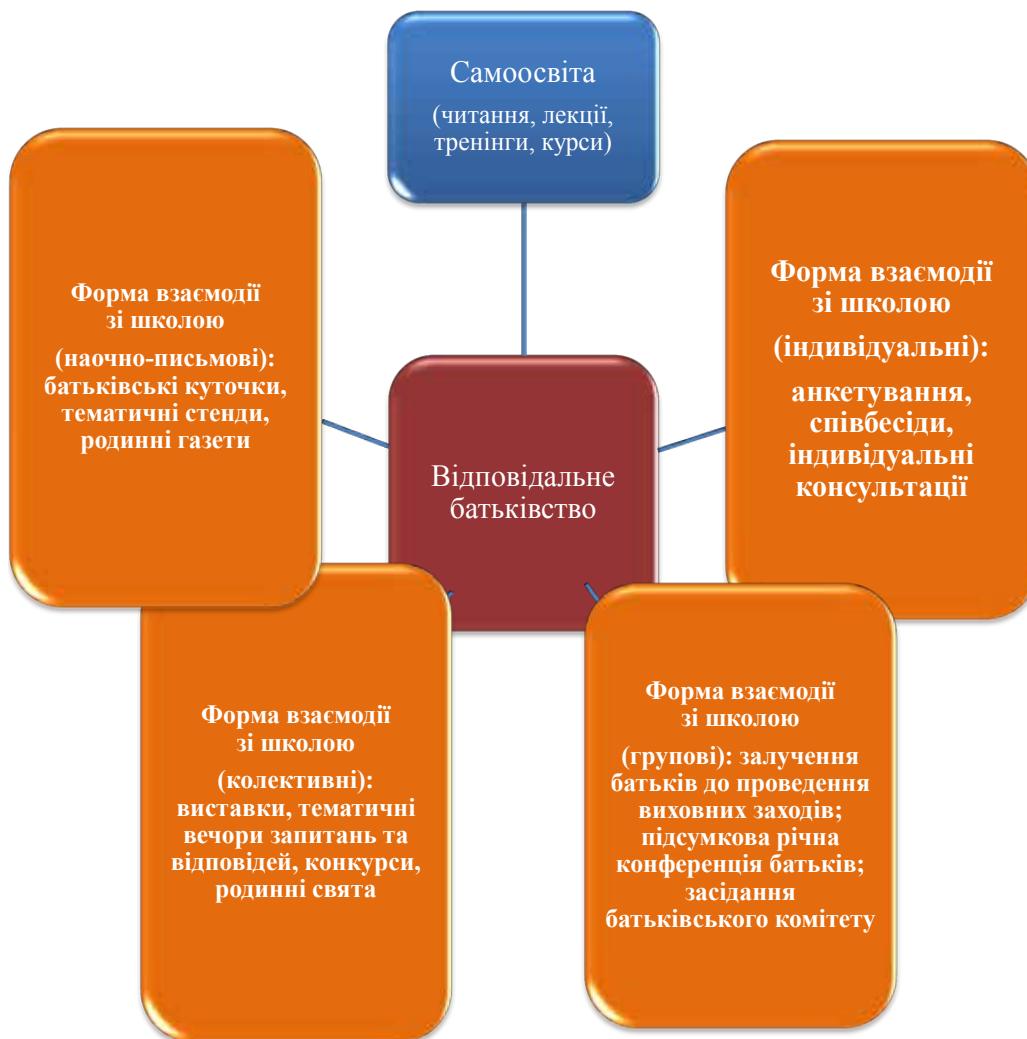 Самоосвіта
(читання, лекції,
тренінги, курси)
Форма взаємодії
зі школою
(наочно-письмові):
батьківські куточки,
тематичні стенди,
родинні газети
Форма взаємодії
зі школою
(індивідуальні):
анкетування,
співбесіди,
індивідуальні
консультації
Відповідальне
батьківство
Форма взаємодії
зі школою
(колективні):
виставки, тематичні
вечори запитань та
відповідей, конкурси,
родинні свята
Форма взаємодії
зі школою
(групові): залучення
батьків до проведення
виховних заходів;
підсумкова річна
конференція батьків;
засідання
батьківського комітету